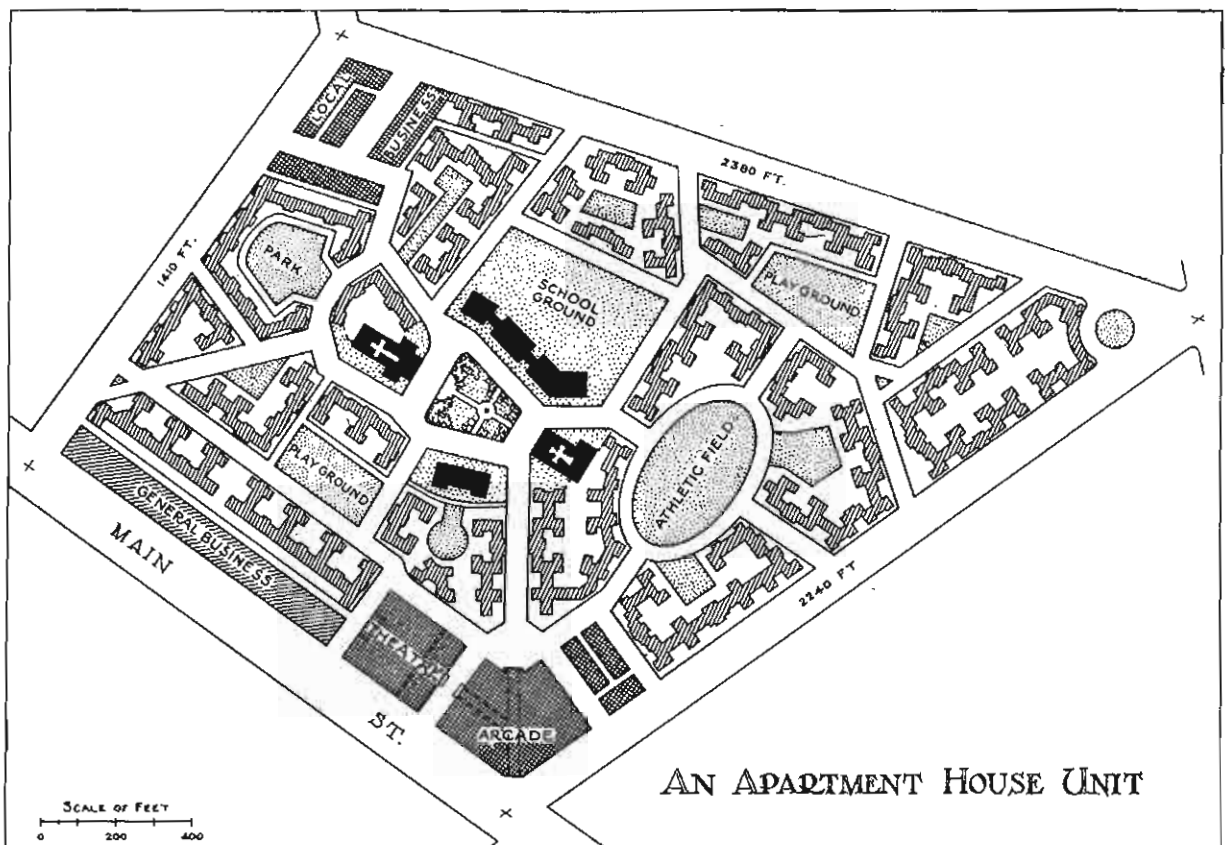 LOCAL
BUSINESS
2380 FT.
1410 FT.
PARK
SCHOOL
GROUND
PLAYGROUND
PLAYGROUND
ATHLETIC FIELD
GENERAL BUSINESS
MAIN
ST.
THEATRE
ARCADE
2240 FT
AN APARTMENT HOUSE UNIT
SCALE OF FEET
0 200 400